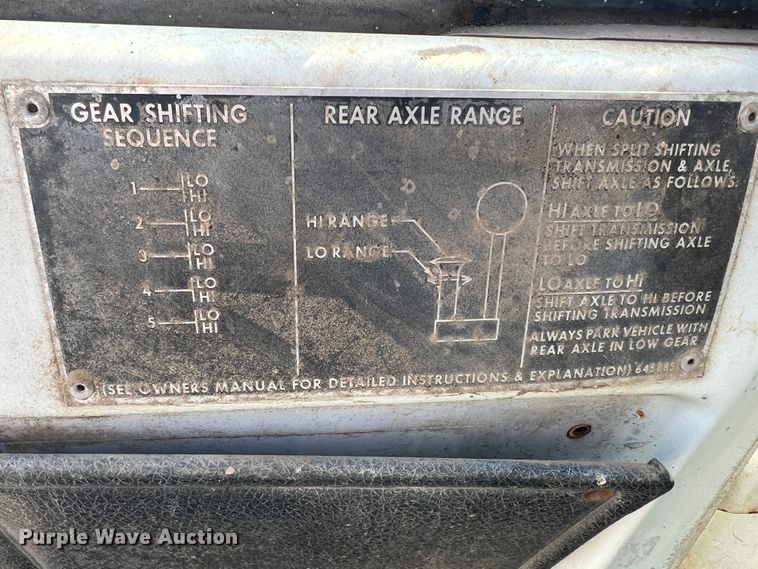 GEAR SHIFTING
SEQUENCE
1 LO
HI
2 LO
HI
3 LO
HI
4 LO
HI
5 LO
HI
REAR AXLE RANGE
HI RANGE
LO RANGE
CAUTION
WHEN SPLIT SHIFTING
TRANSMISSION & AXLE,
SHIFT AXLE AS FOLLOWS:
HI AXLE TO LO
SHIFT TRANSMISSION
BEFORE SHIFTING AXLE
TO LO
LO AXLE TO HI
SHIFT AXLE TO HI BEFORE
SHIFTING TRANSMISSION
ALWAYS PARK VEHICLE WITH
REAR AXLE IN LOW GEAR
(SEE OWNERS MANUAL FOR DETAILED INSTRUCTIONS & EXPLANATION)
Purple Wave Auction